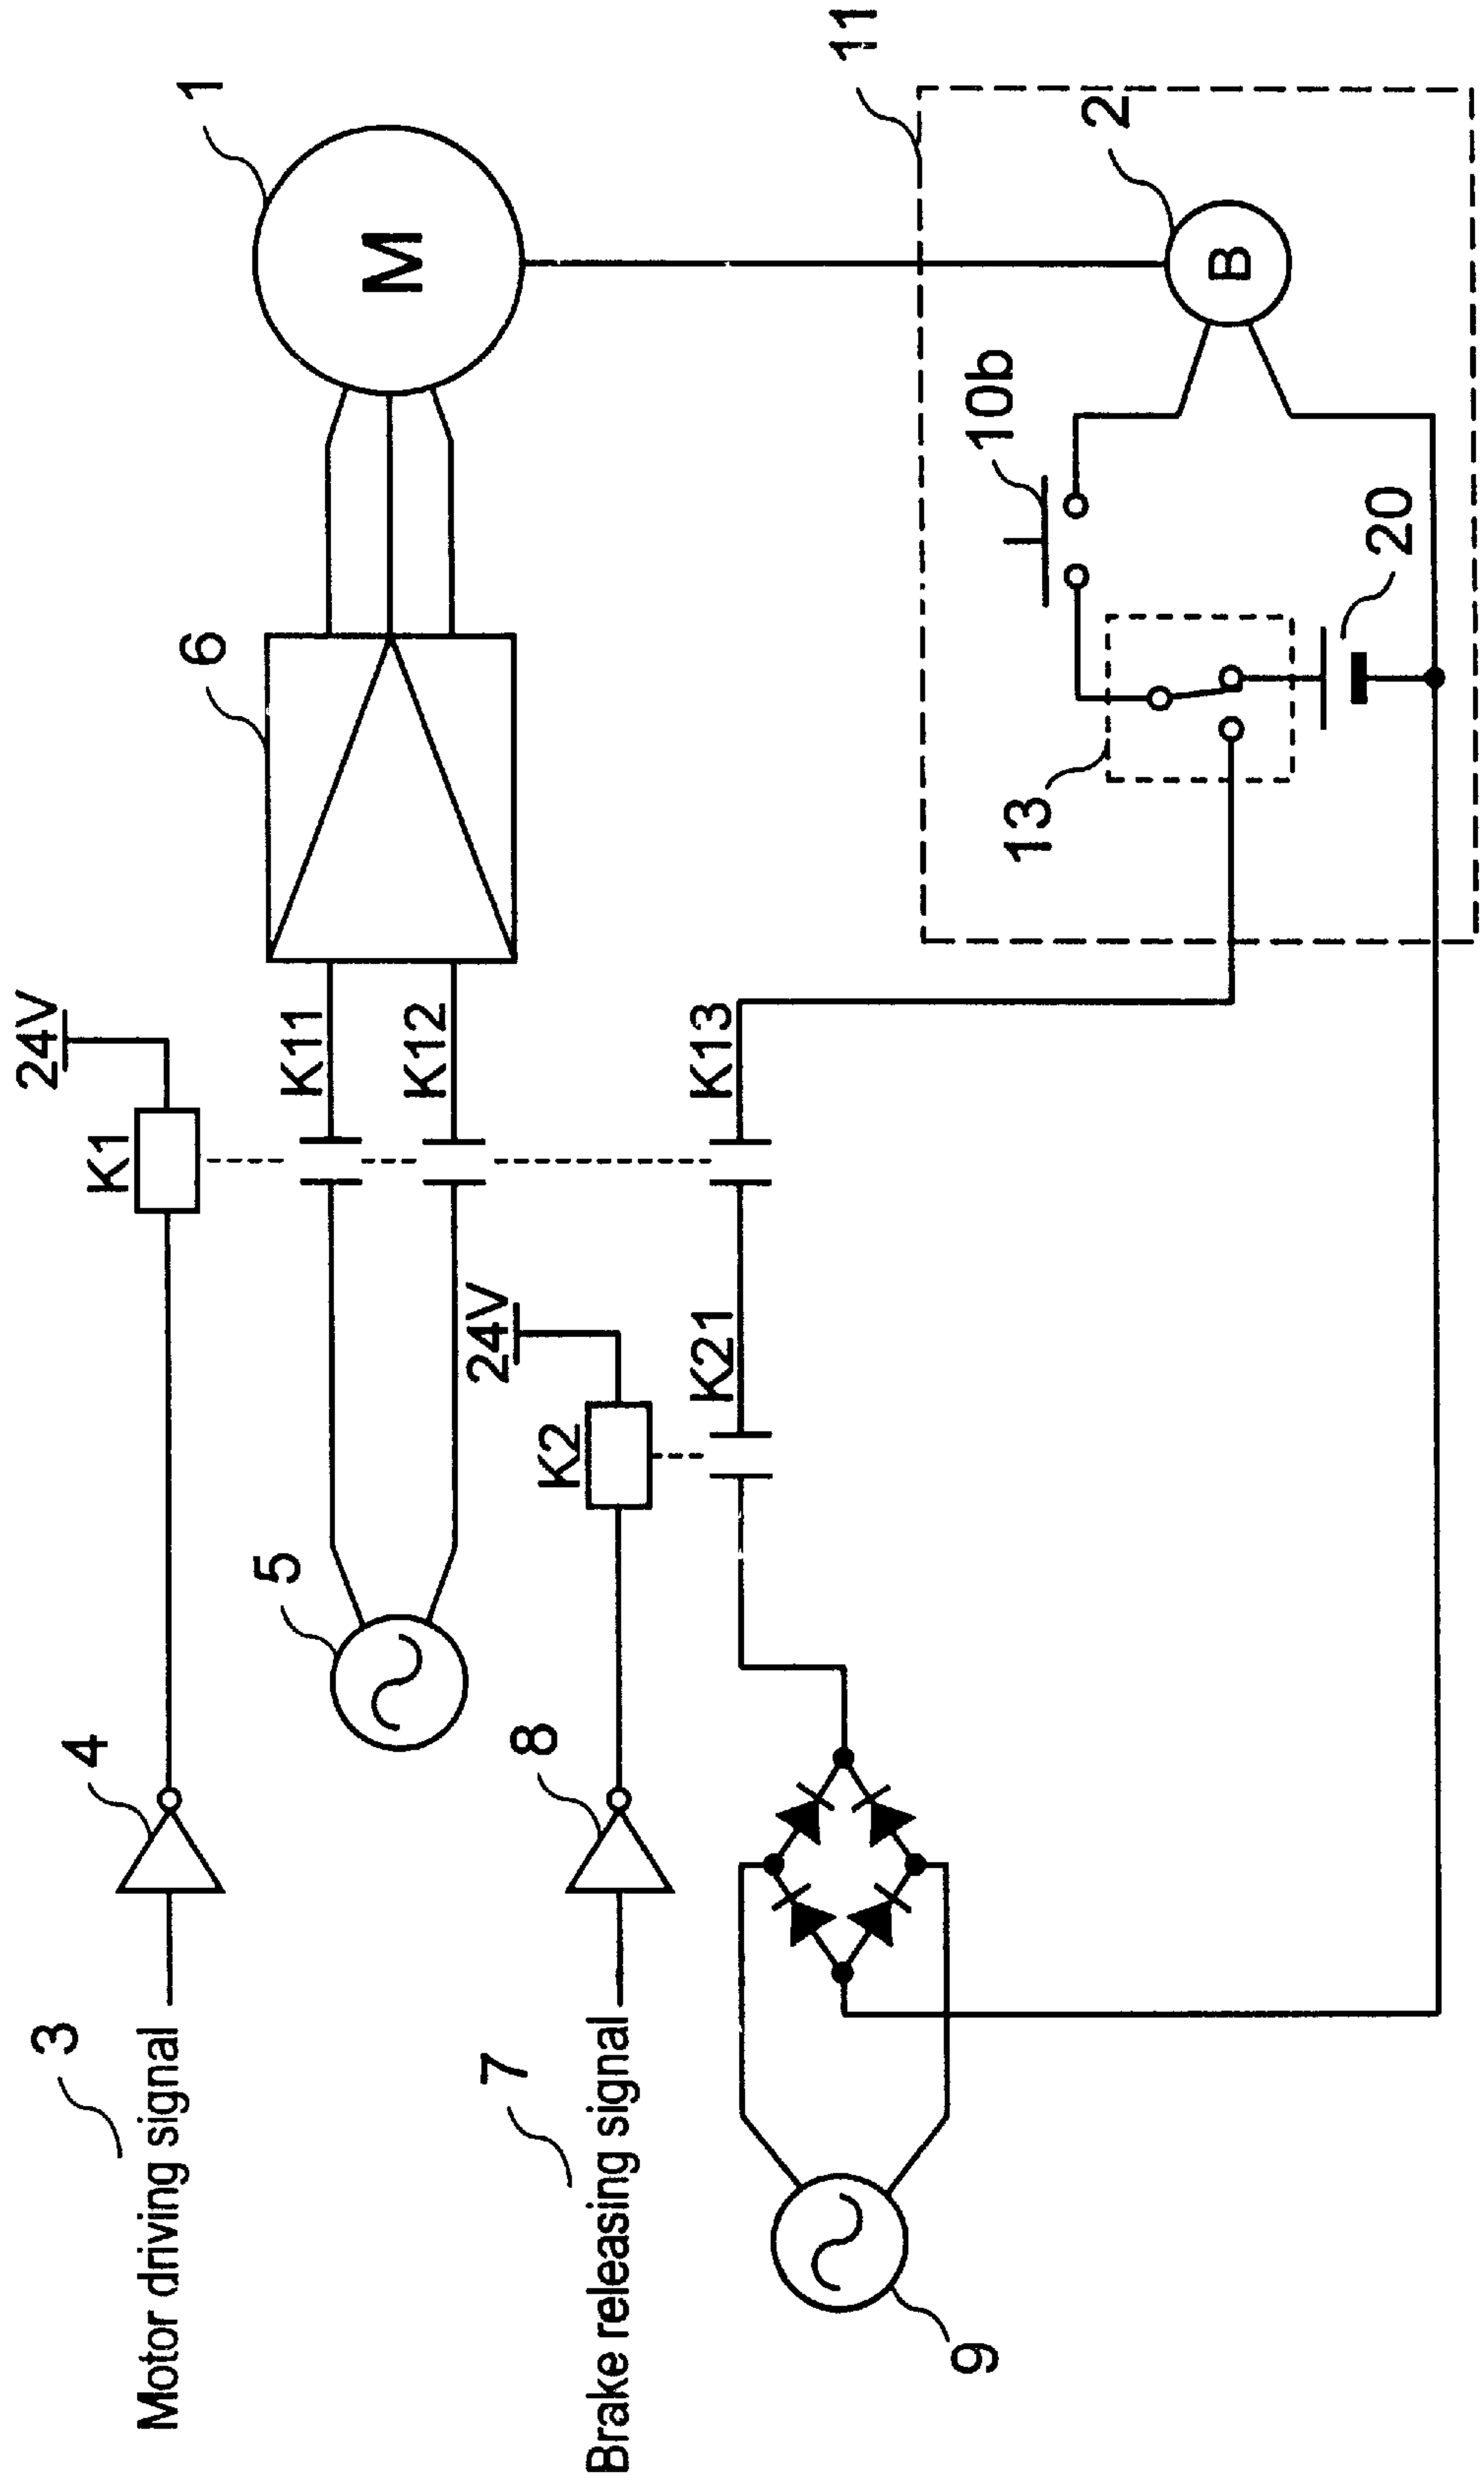 3
Motor driving signal
4
K1
24V
5
K11
K12
6
1
M
7
Brake releasing signal
8
K2
24V
K21
K13
9
11
13
10b
20
2
B